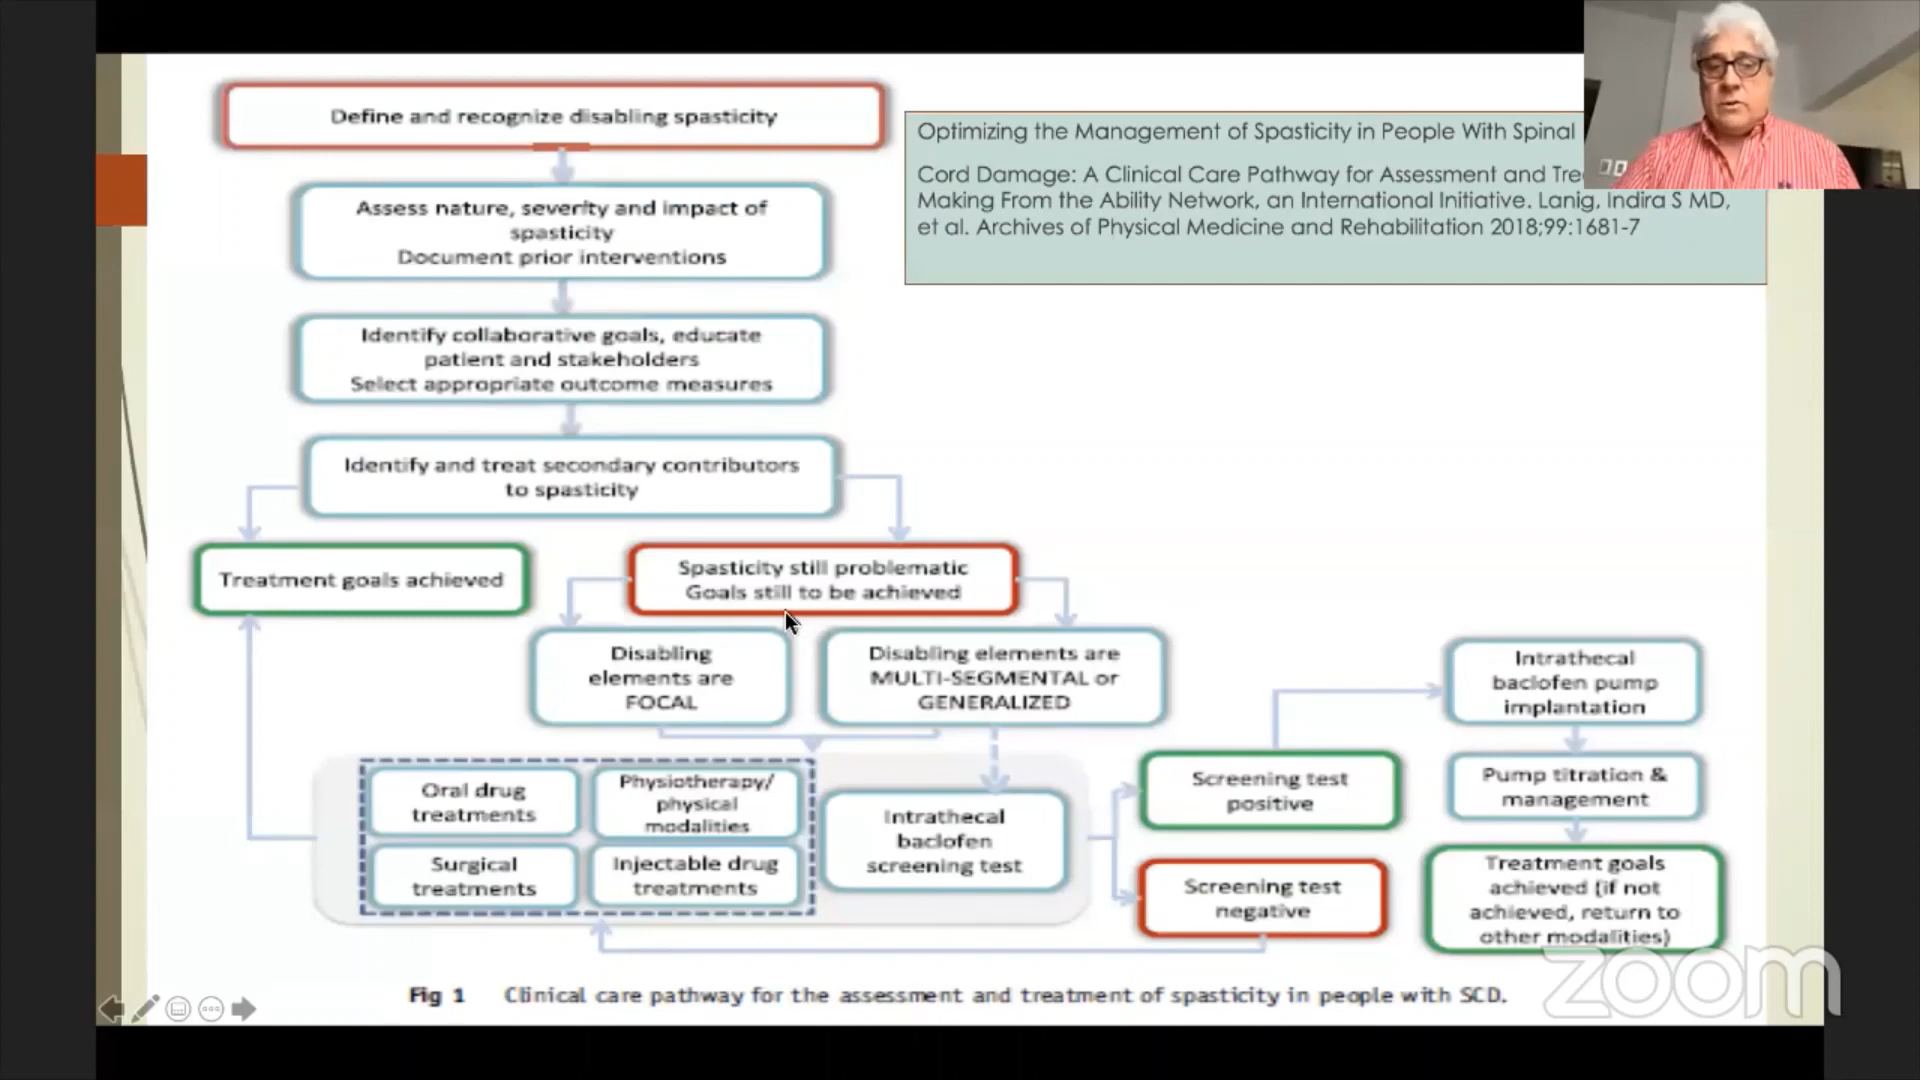 Define and recognize disabling spasticity
Optimizing the Management of Spasticity in People With Spinal
Cord Damage: A Clinical Care Pathway for Assessment and Tre
Making From the Ability Network, an International Initiative. Lanig, Indira S MD,
et al. Archives of Physical Medicine and Rehabilitation 2018;99:1681-7
Assess nature, severity and impact of
spasticity
Document prior interventions
Identify collaborative goals, educate
patient and stakeholders
Select appropriate outcome measures
Identify and treat secondary contributors
to spasticity
Treatment goals achieved
Spasticity still problematic
Goals still to be achieved
Disabling
elements are
FOCAL
Disabling elements are
MULTI-SEGMENTAL or
GENERALIZED
Oral drug
treatments
Physiotherapy/
physical
modalities
Surgical
treatments
Injectable drug
treatments
Intrathecal
baclofen
screening test
Screening test
positive
Screening test
negative
Intrathecal
baclofen pump
implantation
Pump titration &
management
Treatment goals
achieved (if not
achieved, return to
other modalities)
zoom
Fig 1 Clinical care pathway for the assessment and treatment of spasticity in people with SCD.